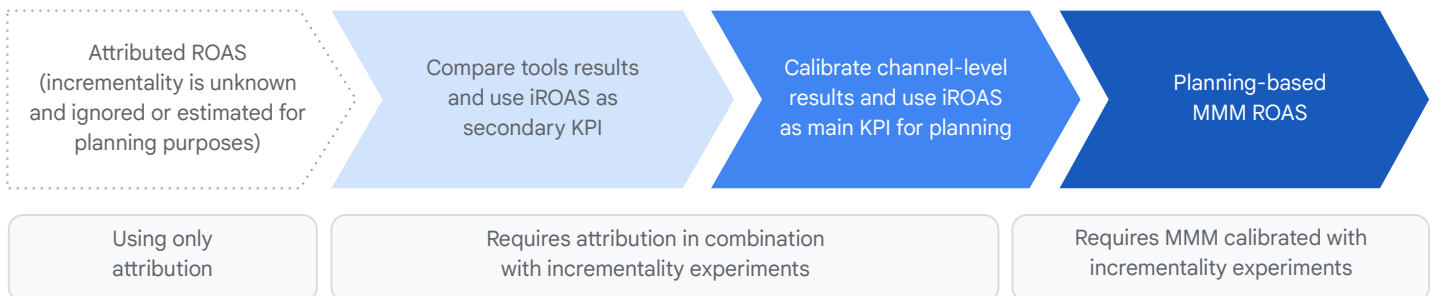 Attributed ROAS
(incrementality is unknown
and ignored or estimated for
planning purposes)
Compare tools results
and use iROAS as
secondary KPI
Calibrate channel-level
results and use iROAS
as main KPI for planning
Planning-based
MMM ROAS
Using only
attribution
Requires attribution in combination
with incrementality experiments
Requires MMM calibrated with
incrementality experiments